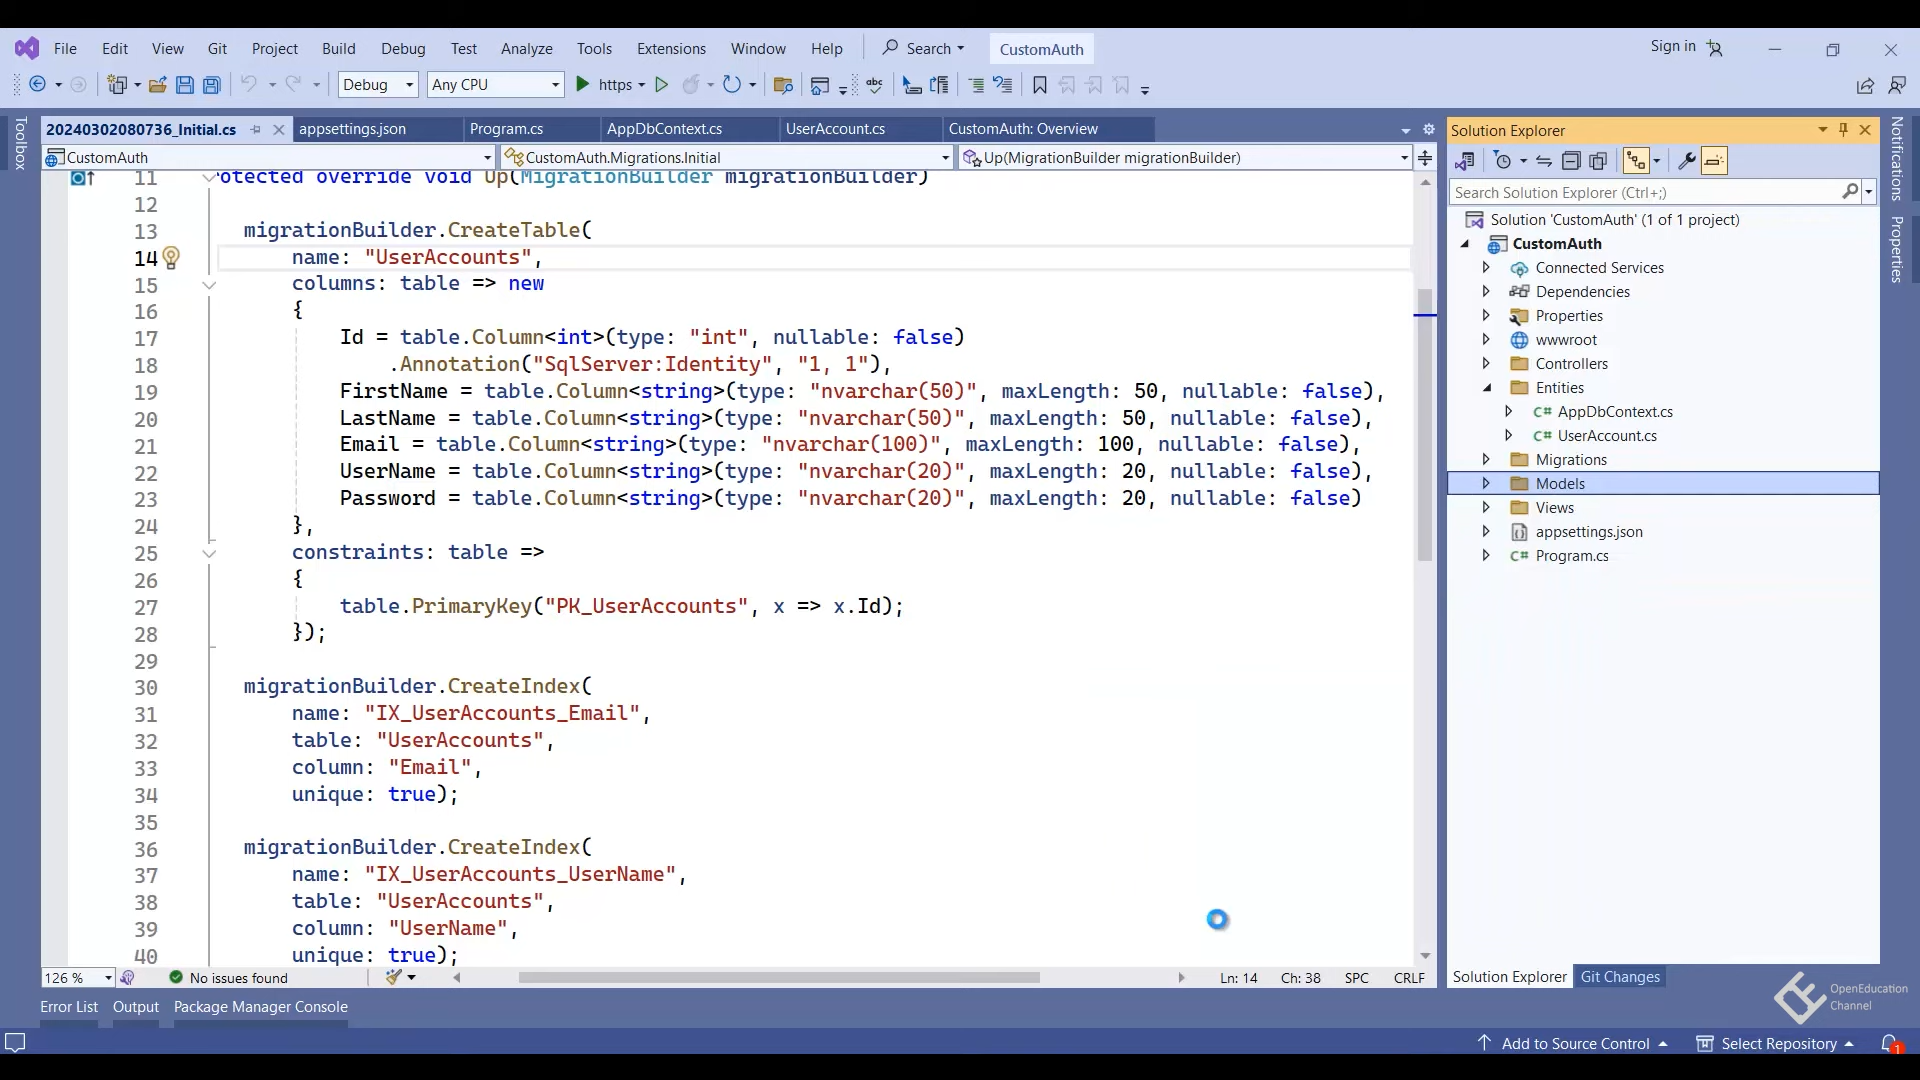 File Edit View Git Project Build Debug Test Analyze Tools Extensions Window Help Search CustomAuth Sign in
Debug Any CPU https
20240302080736_Initial.cs appsettings.json Program.cs AppDbContext.cs UserAccount.cs CustomAuth: Overview
CustomAuth CustomAuth.Migrations.Initial Up(MigrationBuilder migrationBuilder)
Toolbox
11 otected override void Up(MigrationBuilder migrationBuilder)
12
13 migrationBuilder.CreateTable(
14 name: "UserAccounts",
15 columns: table => new
16 {
17 Id = table.Column<int>(type: "int", nullable: false)
18 .Annotation("SqlServer:Identity", "1, 1"),
19 FirstName = table.Column<string>(type: "nvarchar(50)", maxLength: 50, nullable: false),
20 LastName = table.Column<string>(type: "nvarchar(50)", maxLength: 50, nullable: false),
21 Email = table.Column<string>(type: "nvarchar(100)", maxLength: 100, nullable: false),
22 UserName = table.Column<string>(type: "nvarchar(20)", maxLength: 20, nullable: false),
23 Password = table.Column<string>(type: "nvarchar(20)", maxLength: 20, nullable: false)
24 },
25 constraints: table =>
26 {
27 table.PrimaryKey("PK_UserAccounts", x => x.Id);
28 });
29
30 migrationBuilder.CreateIndex(
31 name: "IX_UserAccounts_Email",
32 table: "UserAccounts",
33 column: "Email",
34 unique: true);
35
36 migrationBuilder.CreateIndex(
37 name: "IX_UserAccounts_UserName",
38 table: "UserAccounts",
39 column: "UserName",
40 unique: true);
126 % No issues found Ln: 14 Ch: 38 SPC CRLF
Error List Output Package Manager Console
Solution Explorer
Search Solution Explorer (Ctrl+;)
Solution 'CustomAuth' (1 of 1 project)
CustomAuth
Connected Services
Dependencies
Properties
wwwroot
Controllers
Entities
C# AppDbContext.cs
C# UserAccount.cs
Migrations
Models
Views
appsettings.json
C# Program.cs
Solution Explorer Git Changes
Notifications
Properties
OpenEducation
Channel
Add to Source Control Select Repository 1